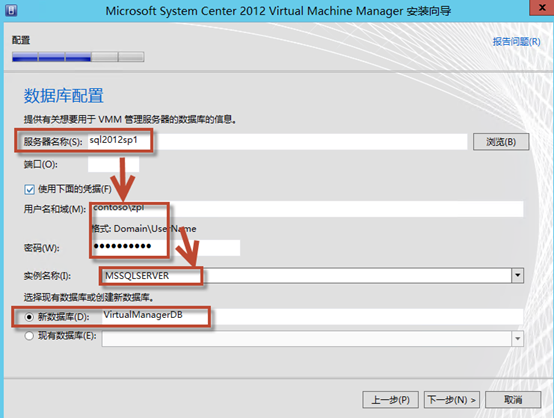 Microsoft System Center 2012 Virtual Machine Manager 安装向导
x
配置
报告问题(R)
数据库配置
提供有关想要用于 VMM 管理服务器的数据库的信息。
服务器名称(S): sql2012sp1 浏览(B)
端口(O):
使用下面的凭据(F)
用户名和域(M): contoso\zpl
格式: Domain\UserName
密码(W): ●●●●●●●●●●
实例名称(I): MSSQLSERVER
选择现有数据库或创建新数据库。
新数据库(D): VirtualManagerDB
现有数据库(E):
上一步(P) 下一步(N) > 取消